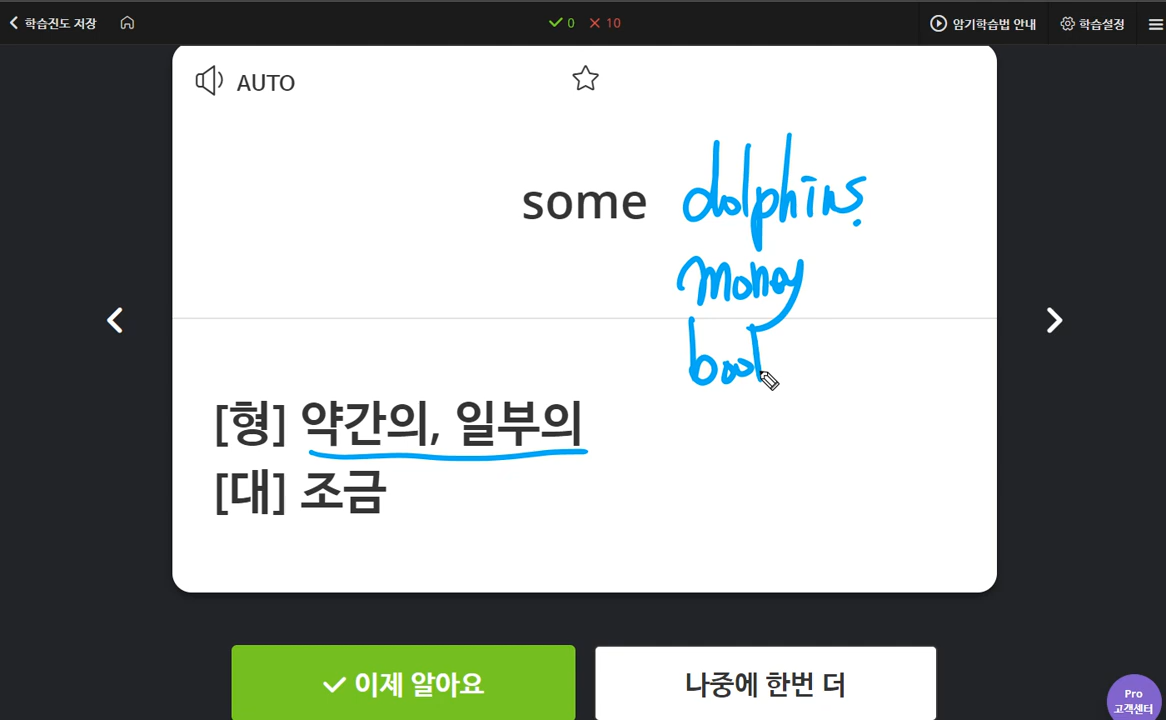 학습진도 저장 0 10 암기학습법 안내 학습설정
AUTO
some dolphins.
money
boo
[형] 약간의, 일부의
[대] 조금
이제 알아요 나중에 한번 더
Pro
고객센터